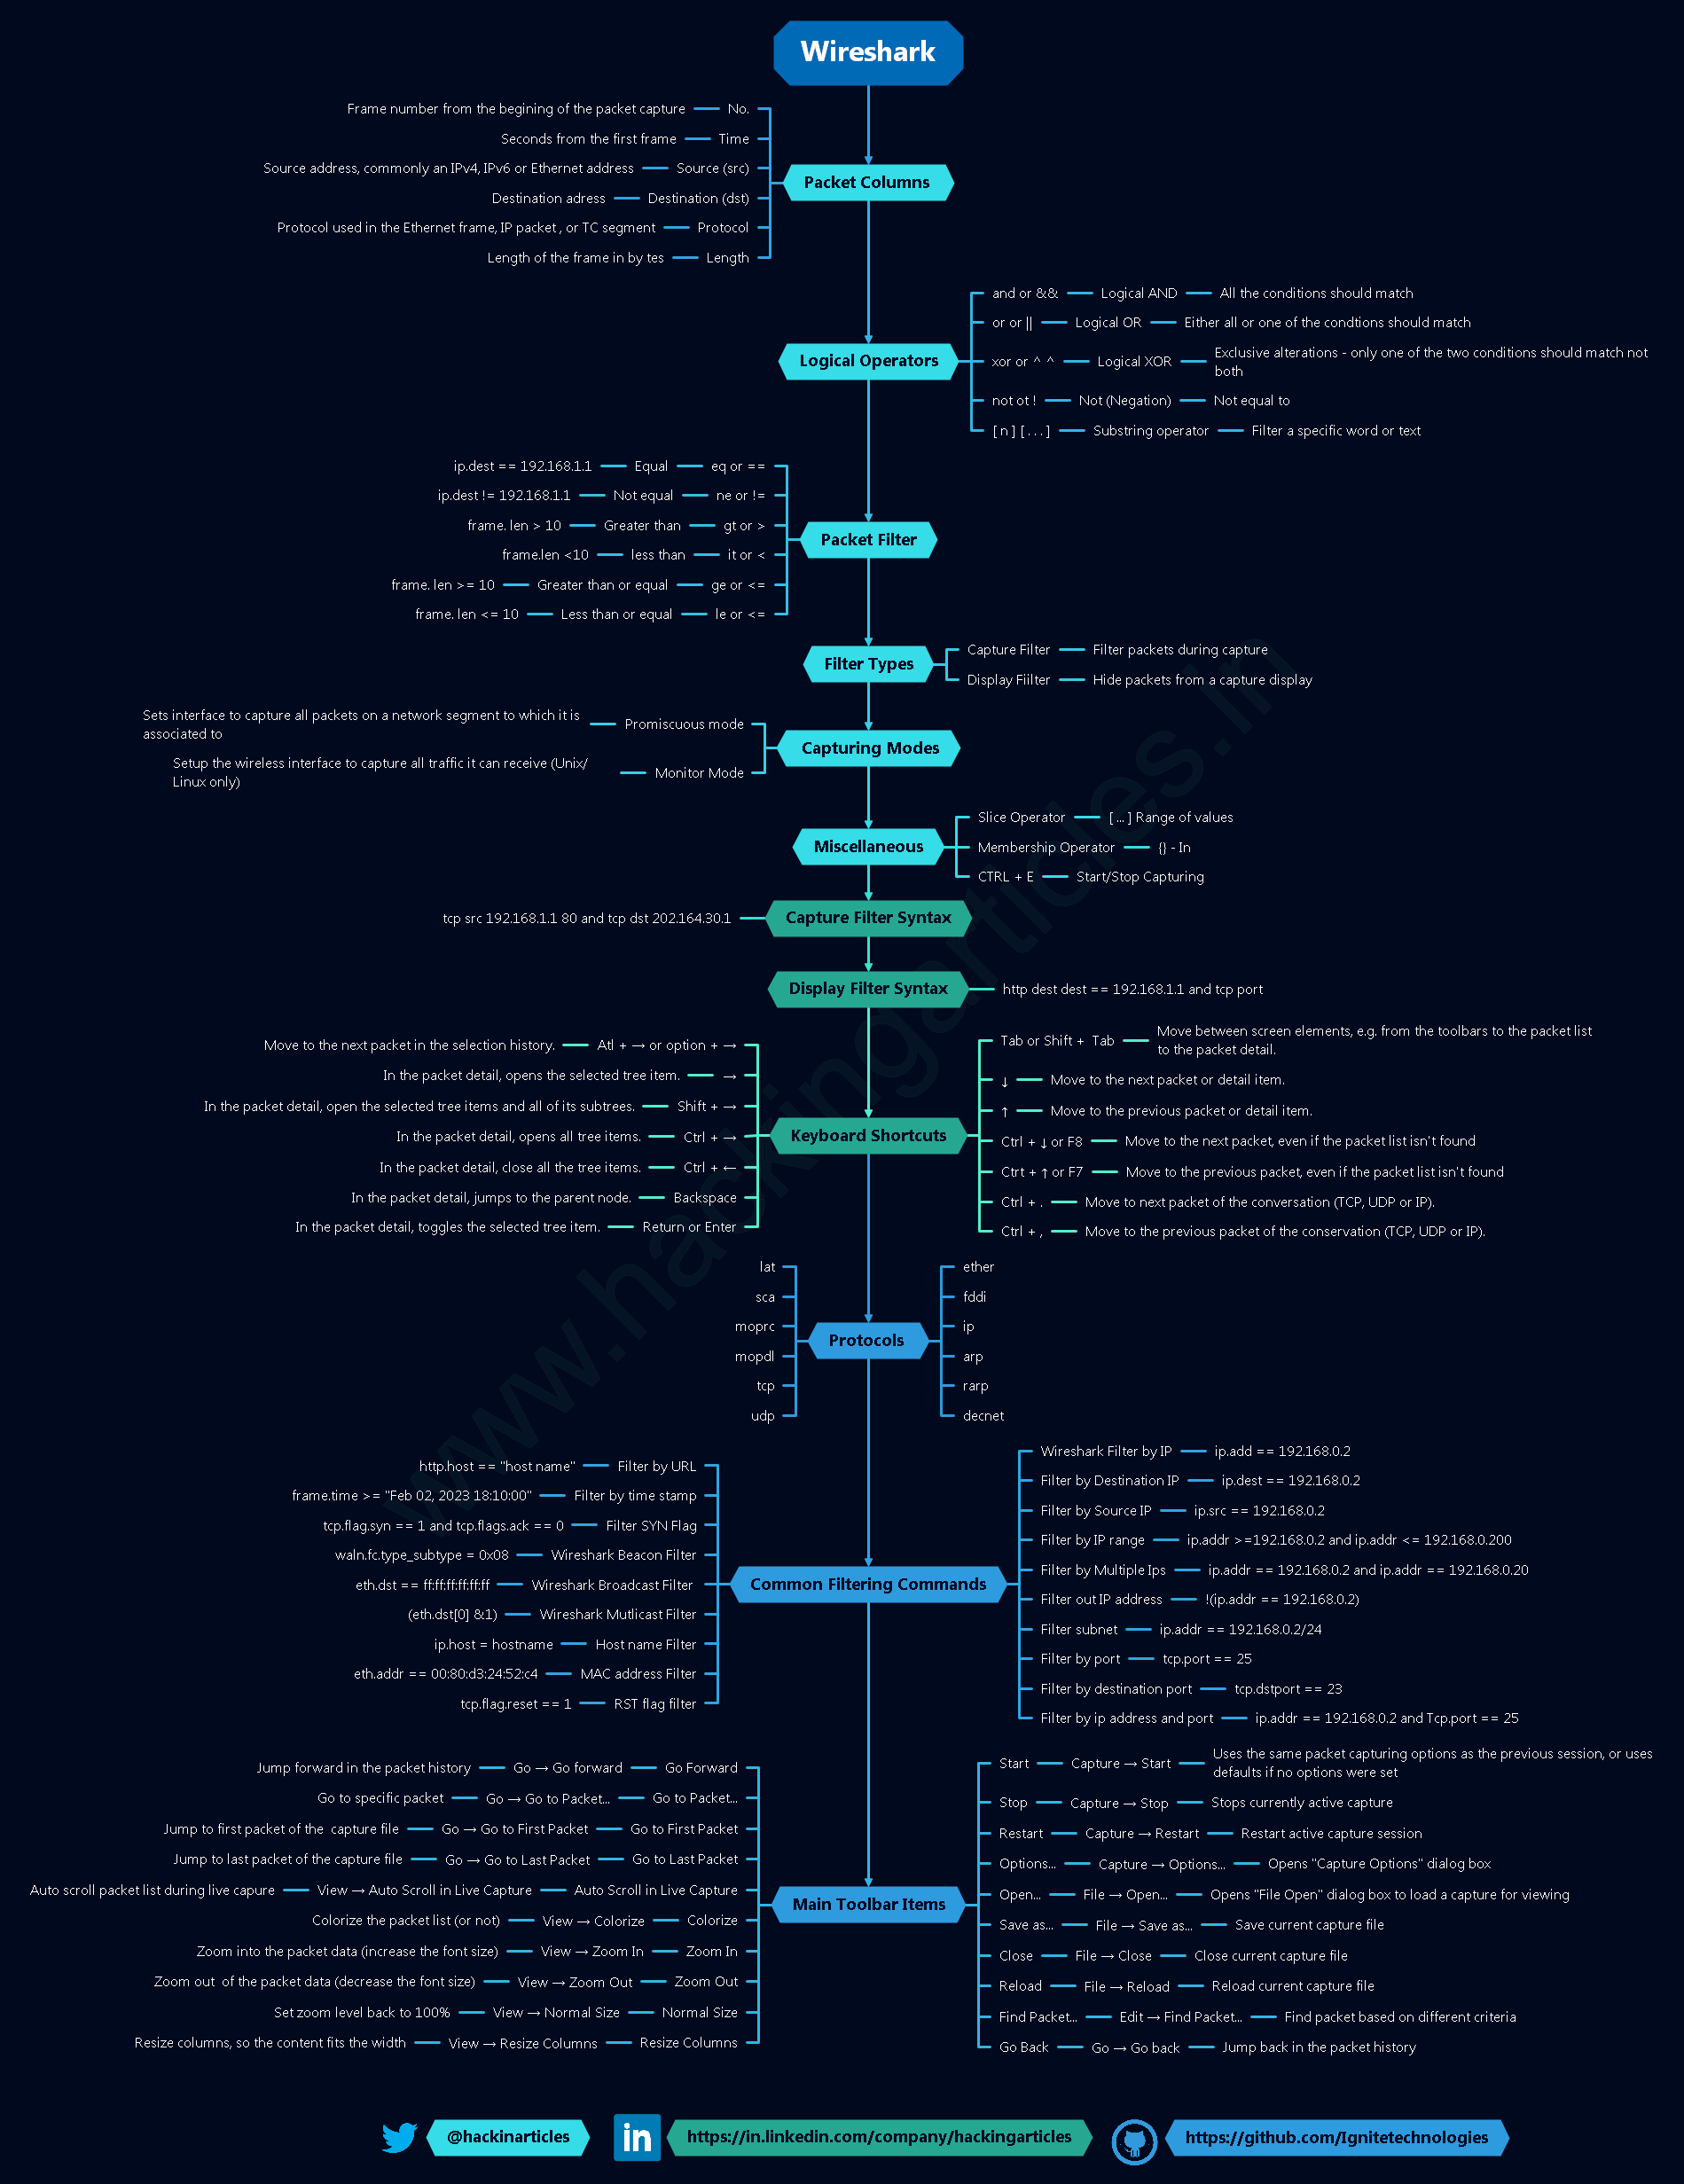 Wireshark
Frame number from the begining of the packet capture No.
Seconds from the first frame Time
Source address, commonly an IPv4, IPv6 or Ethernet address Source (src)
Destination adress Destination (dst)
Protocol used in the Ethernet frame, IP packet , or TC segment Protocol
Length of the frame in by tes Length
Packet Columns
and or && Logical AND All the conditions should match
or or || Logical OR Either all or one of the condtions should match
xor or ^ ^ Logical XOR Exclusive alterations - only one of the two conditions should match not
both
not ot ! Not (Negation) Not equal to
[ n ] [ . . . ] Substring operator Filter a specific word or text
Logical Operators
ip.dest == 192.168.1.1 Equal eq or ==
ip.dest != 192.168.1.1 Not equal ne or !=
frame. len > 10 Greater than gt or >
frame.len <10 less than it or <
frame. len >= 10 Greater than or equal ge or <=
frame. len <= 10 Less than or equal le or <=
Packet Filter
Filter Types
Capture Filter Filter packets during capture
Display Fiilter Hide packets from a capture display
Sets interface to capture all packets on a network segment to which it is
associated to
Promiscuous mode
Setup the wireless interface to capture all traffic it can receive (Unix/
Linux only)
Monitor Mode
Capturing Modes
Miscellaneous
Slice Operator [ ... ] Range of values
Membership Operator {} - In
CTRL + E Start/Stop Capturing
tcp src 192.168.1.1 80 and tcp dst 202.164.30.1 Capture Filter Syntax
Display Filter Syntax http dest dest == 192.168.1.1 and tcp port
Move to the next packet in the selection history. Atl + → or option + →
In the packet detail, opens the selected tree item. →
In the packet detail, open the selected tree items and all of its subtrees. Shift + →
In the packet detail, opens all tree items. Ctrl + →
In the packet detail, close all the tree items. Ctrl + ←
In the packet detail, jumps to the parent node. Backspace
In the packet detail, toggles the selected tree item. Return or Enter
Keyboard Shortcuts
Tab or Shift + Tab Move between screen elements, e.g. from the toolbars to the packet list
to the packet detail.
↓ Move to the next packet or detail item.
↑ Move to the previous packet or detail item.
Ctrl + ↓ or F8 Move to the next packet, even if the packet list isn't found
Ctrt + ↑ or F7 Move to the previous packet, even if the packet list isn't found
Ctrl + . Move to next packet of the conversation (TCP, UDP or IP).
Ctrl + , Move to the previous packet of the conservation (TCP, UDP or IP).
lat
sca
moprc
mopdl
tcp
udp
Protocols
ether
fddi
ip
arp
rarp
decnet
http.host == "host name" Filter by URL
frame.time >= "Feb 02, 2023 18:10:00" Filter by time stamp
tcp.flag.syn == 1 and tcp.flags.ack == 0 Filter SYN Flag
waln.fc.type_subtype = 0x08 Wireshark Beacon Filter
eth.dst == ff:ff:ff:ff:ff:ff Wireshark Broadcast Filter
(eth.dst[0] &1) Wireshark Mutlicast Filter
ip.host = hostname Host name Filter
eth.addr == 00:80:d3:24:52:c4 MAC address Filter
tcp.flag.reset == 1 RST flag filter
Common Filtering Commands
Wireshark Filter by IP ip.add == 192.168.0.2
Filter by Destination IP ip.dest == 192.168.0.2
Filter by Source IP ip.src == 192.168.0.2
Filter by IP range ip.addr >=192.168.0.2 and ip.addr <= 192.168.0.200
Filter by Multiple Ips ip.addr == 192.168.0.2 and ip.addr == 192.168.0.20
Filter out IP address !(ip.addr == 192.168.0.2)
Filter subnet ip.addr == 192.168.0.2/24
Filter by port tcp.port == 25
Filter by destination port tcp.dstport == 23
Filter by ip address and port ip.addr == 192.168.0.2 and Tcp.port == 25
Jump forward in the packet history Go → Go forward Go Forward
Go to specific packet Go → Go to Packet... Go to Packet...
Jump to first packet of the capture file Go → Go to First Packet Go to First Packet
Jump to last packet of the capture file Go → Go to Last Packet Go to Last Packet
Auto scroll packet list during live capure View → Auto Scroll in Live Capture Auto Scroll in Live Capture
Colorize the packet list (or not) View → Colorize Colorize
Zoom into the packet data (increase the font size) View → Zoom In Zoom In
Zoom out of the packet data (decrease the font size) View → Zoom Out Zoom Out
Set zoom level back to 100% View → Normal Size Normal Size
Resize columns, so the content fits the width View → Resize Columns Resize Columns
Main Toolbar Items
Start Capture → Start Uses the same packet capturing options as the previous session, or uses
defaults if no options were set
Stop Capture → Stop Stops currently active capture
Restart Capture → Restart Restart active capture session
Options... Capture → Options... Opens "Capture Options" dialog box
Open... File → Open... Opens "File Open" dialog box to load a capture for viewing
Save as... File → Save as... Save current capture file
Close File → Close Close current capture file
Reload File → Reload Reload current capture file
Find Packet... Edit → Find Packet... Find packet based on different criteria
Go Back Go → Go back Jump back in the packet history
www.hackingarticles.in
@hackinarticles
in https://in.linkedin.com/company/hackingarticles
https://github.com/Ignitetechnologies